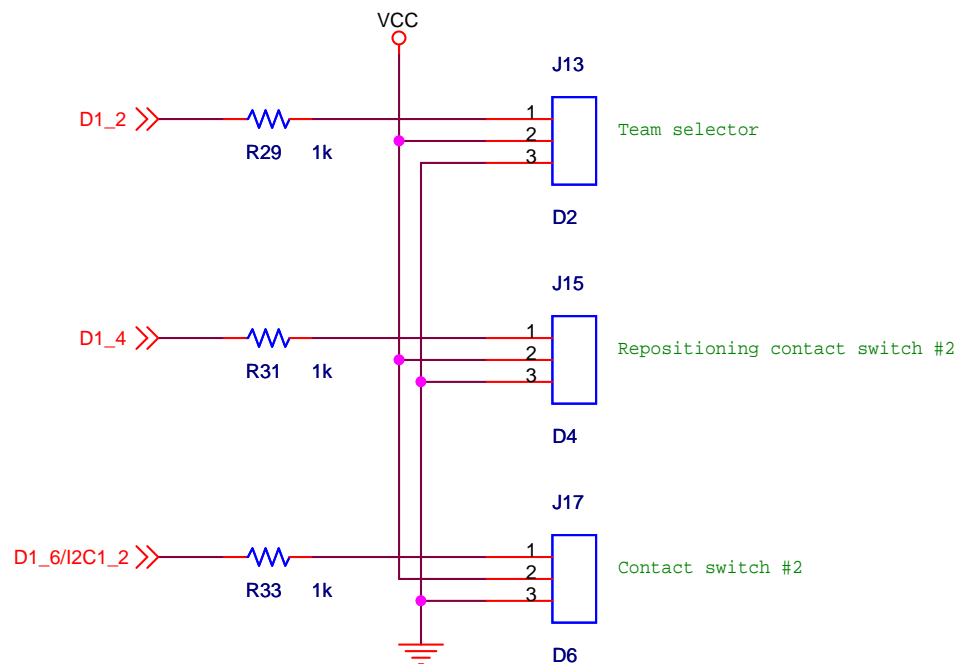 VCC
J13
D1_2
R29 1k
1
2
3
Team selector
D2
J15
D1_4
R31 1k
1
2
3
Repositioning contact switch #2
D4
J17
D1_6/I2C1_2
R33 1k
1
2
3
Contact switch #2
D6